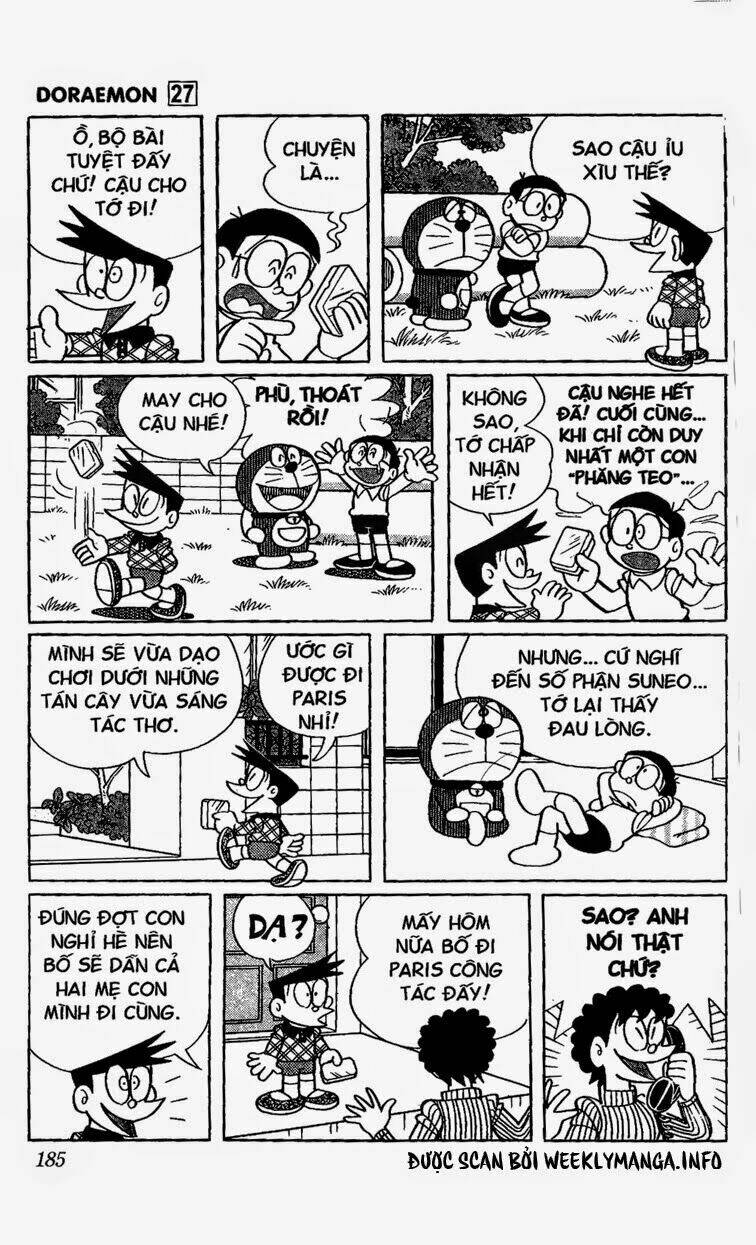 DORAEMON 27
SAO CẬU ỈU
XÌU THẾ?
CHUYỆN
LÀ...
Ồ, BỘ BÀI
TUYỆT ĐẤY
CHỨ! CẬU CHO
TỚ ĐI!
CẬU NGHE HẾT
ĐÃ! CUỐI CÙNG...
KHI CHỈ CÒN DUY
NHẤT MỘT CON
"PHĂNG TEO"...
KHÔNG
SAO,
TỚ CHẤP
NHẬN
HẾT!
PHÙ, THOÁT
RỒI!
MAY CHO
CẬU NHÉ!
NHƯNG... CỨ NGHĨ
ĐẾN SỐ PHẬN SUNEO...
TỚ LẠI THẤY
ĐAU LÒNG.
ƯỚC GÌ
ĐƯỢC ĐI
PARIS
NHỈ!
MÌNH SẼ VỪA DẠO
CHƠI DƯỚI NHỮNG
TÁN CÂY VỪA SÁNG
TÁC THƠ.
SAO? ANH
NÓI THẬT
CHỨ?
MẤY HÔM
NỮA BỐ ĐI
PARIS CÔNG
TÁC ĐẤY!
DẠ?
ĐÚNG ĐỢT CON
NGHỈ HÈ NÊN
BỐ SẼ DẪN CẢ
HAI MẸ CON
MÌNH ĐI CÙNG.
185
ĐƯỢC SCAN BỞI WEEKLYMANGA.INFO